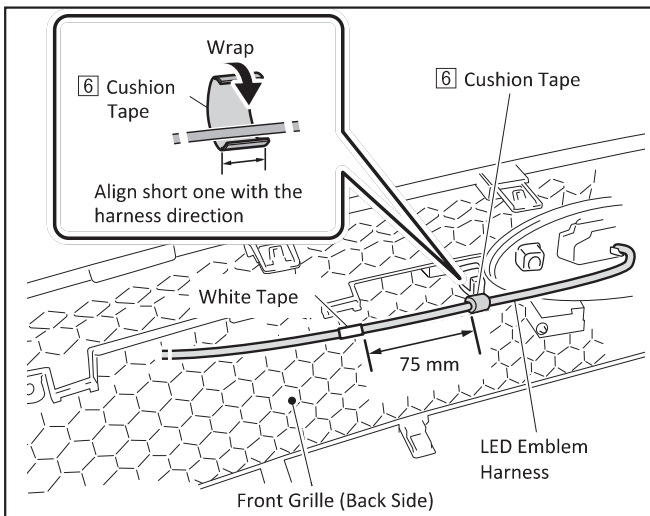 Wrap
6 Cushion
Tape
Align short one with the
harness direction
6 Cushion Tape
White Tape
75 mm
LED Emblem
Harness
Front Grille (Back Side)